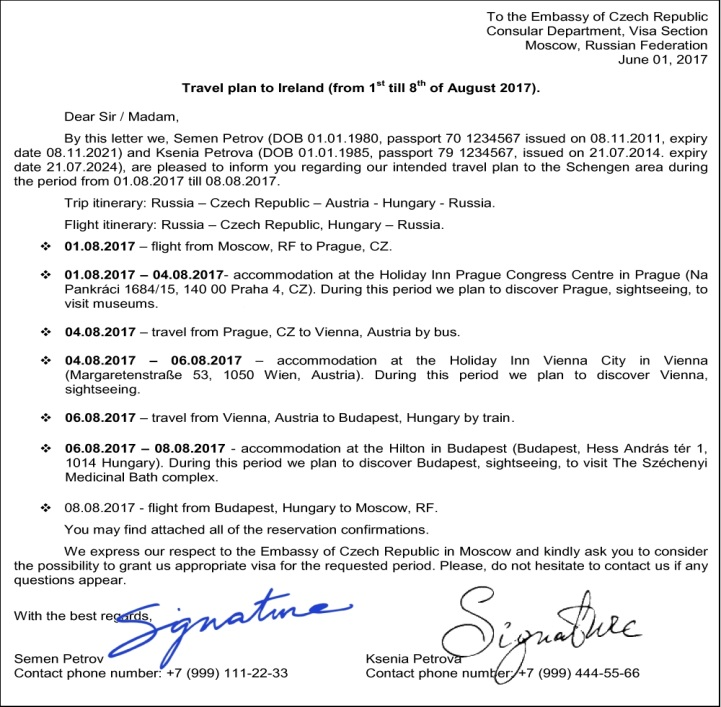 To the Embassy of Czech Republic
Consular Department, Visa Section
Moscow, Russian Federation
June 01, 2017
Travel plan to Ireland (from 1st till 8th of August 2017).
Dear Sir / Madam,
By this letter we, Semen Petrov (DOB 01.01.1980, passport 70 1234567 issued on 08.11.2011, expiry
date 08.11.2021) and Ksenia Petrova (DOB 01.01.1985, passport 79 1234567, issued on 21.07.2014. expiry
date 21.07.2024), are pleased to inform you regarding our intended travel plan to the Schengen area during
the period from 01.08.2017 till 08.08.2017.
Trip itinerary: Russia – Czech Republic – Austria - Hungary - Russia.
Flight itinerary: Russia – Czech Republic, Hungary – Russia.
❖ 01.08.2017 – flight from Moscow, RF to Prague, CZ.
❖ 01.08.2017 – 04.08.2017- accommodation at the Holiday Inn Prague Congress Centre in Prague (Na
Pankráci 1684/15, 140 00 Praha 4, CZ). During this period we plan to discover Prague, sightseeing, to
visit museums.
❖ 04.08.2017 – travel from Prague, CZ to Vienna, Austria by bus.
❖ 04.08.2017 – 06.08.2017 – accommodation at the Holiday Inn Vienna City in Vienna
(Margaretenstraße 53, 1050 Wien, Austria). During this period we plan to discover Vienna,
sightseeing.
❖ 06.08.2017 – travel from Vienna, Austria to Budapest, Hungary by train.
❖ 06.08.2017 – 08.08.2017 - accommodation at the Hilton in Budapest (Budapest, Hess András tér 1,
1014 Hungary). During this period we plan to discover Budapest, sightseeing, to visit The Széchenyi
Medicinal Bath complex.
❖ 08.08.2017 - flight from Budapest, Hungary to Moscow, RF.
You may find attached all of the reservation confirmations.
We express our respect to the Embassy of Czech Republic in Moscow and kindly ask you to consider
the possibility to grant us appropriate visa for the requested period. Please, do not hesitate to contact us if any
questions appear.
With the best regards,
Signature Signature
Semen Petrov Ksenia Petrova
Contact phone number: +7 (999) 111-22-33 Contact phone number: +7 (999) 444-55-66